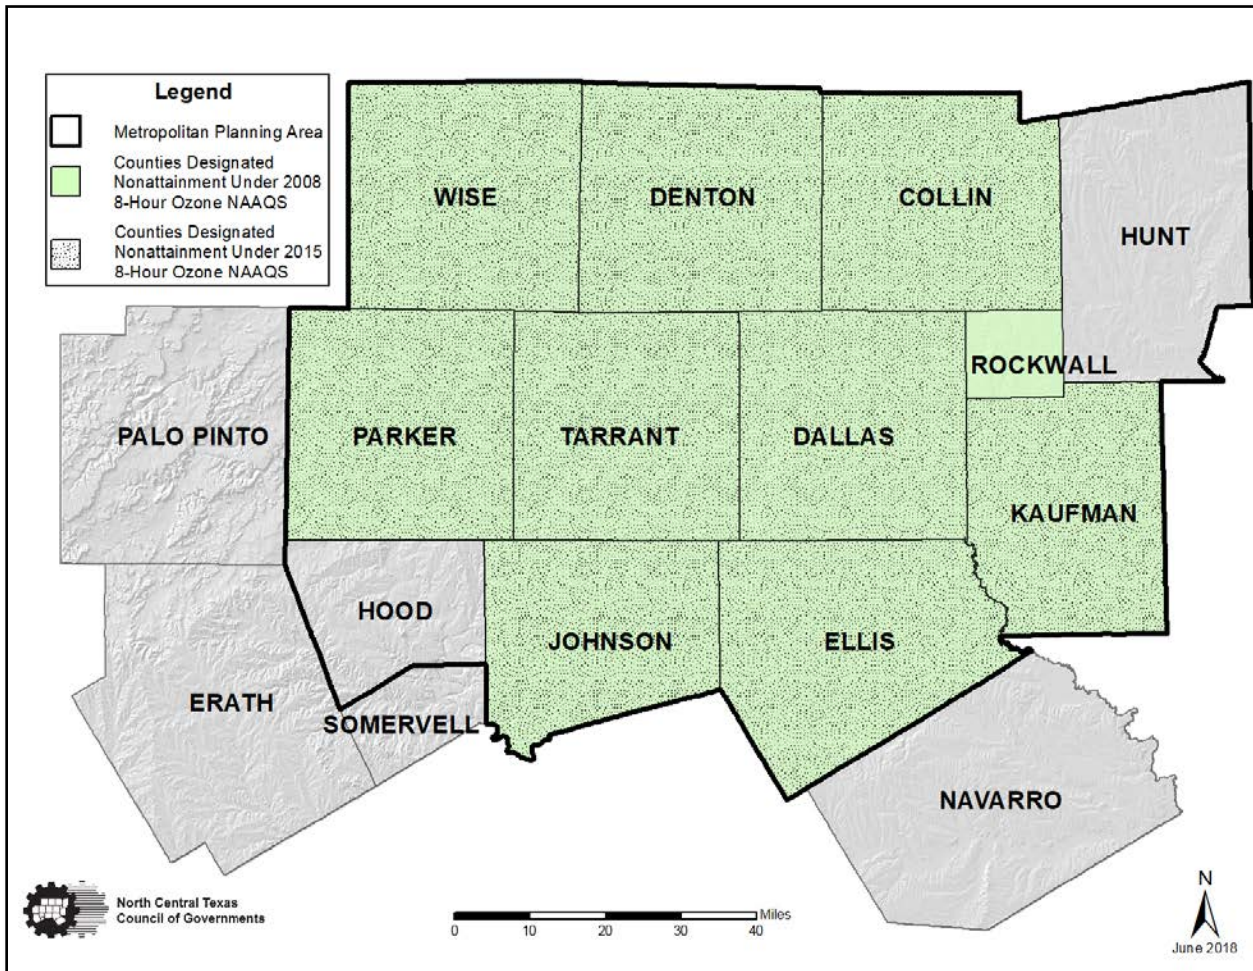 Legend
Metropolitan Planning Area
Counties Designated
Nonattainment Under 2008
8-Hour Ozone NAAQS
Counties Designated
Nonattainment Under 2015
8-Hour Ozone NAAQS
WISE
DENTON
COLLIN
HUNT
ROCKWALL
PALO PINTO
PARKER
TARRANT
DALLAS
KAUFMAN
HOOD
JOHNSON
ELLIS
ERATH
SOMERVELL
NAVARRO
North Central Texas
Council of Governments
Miles
0 10 20 30 40
N
June 2018